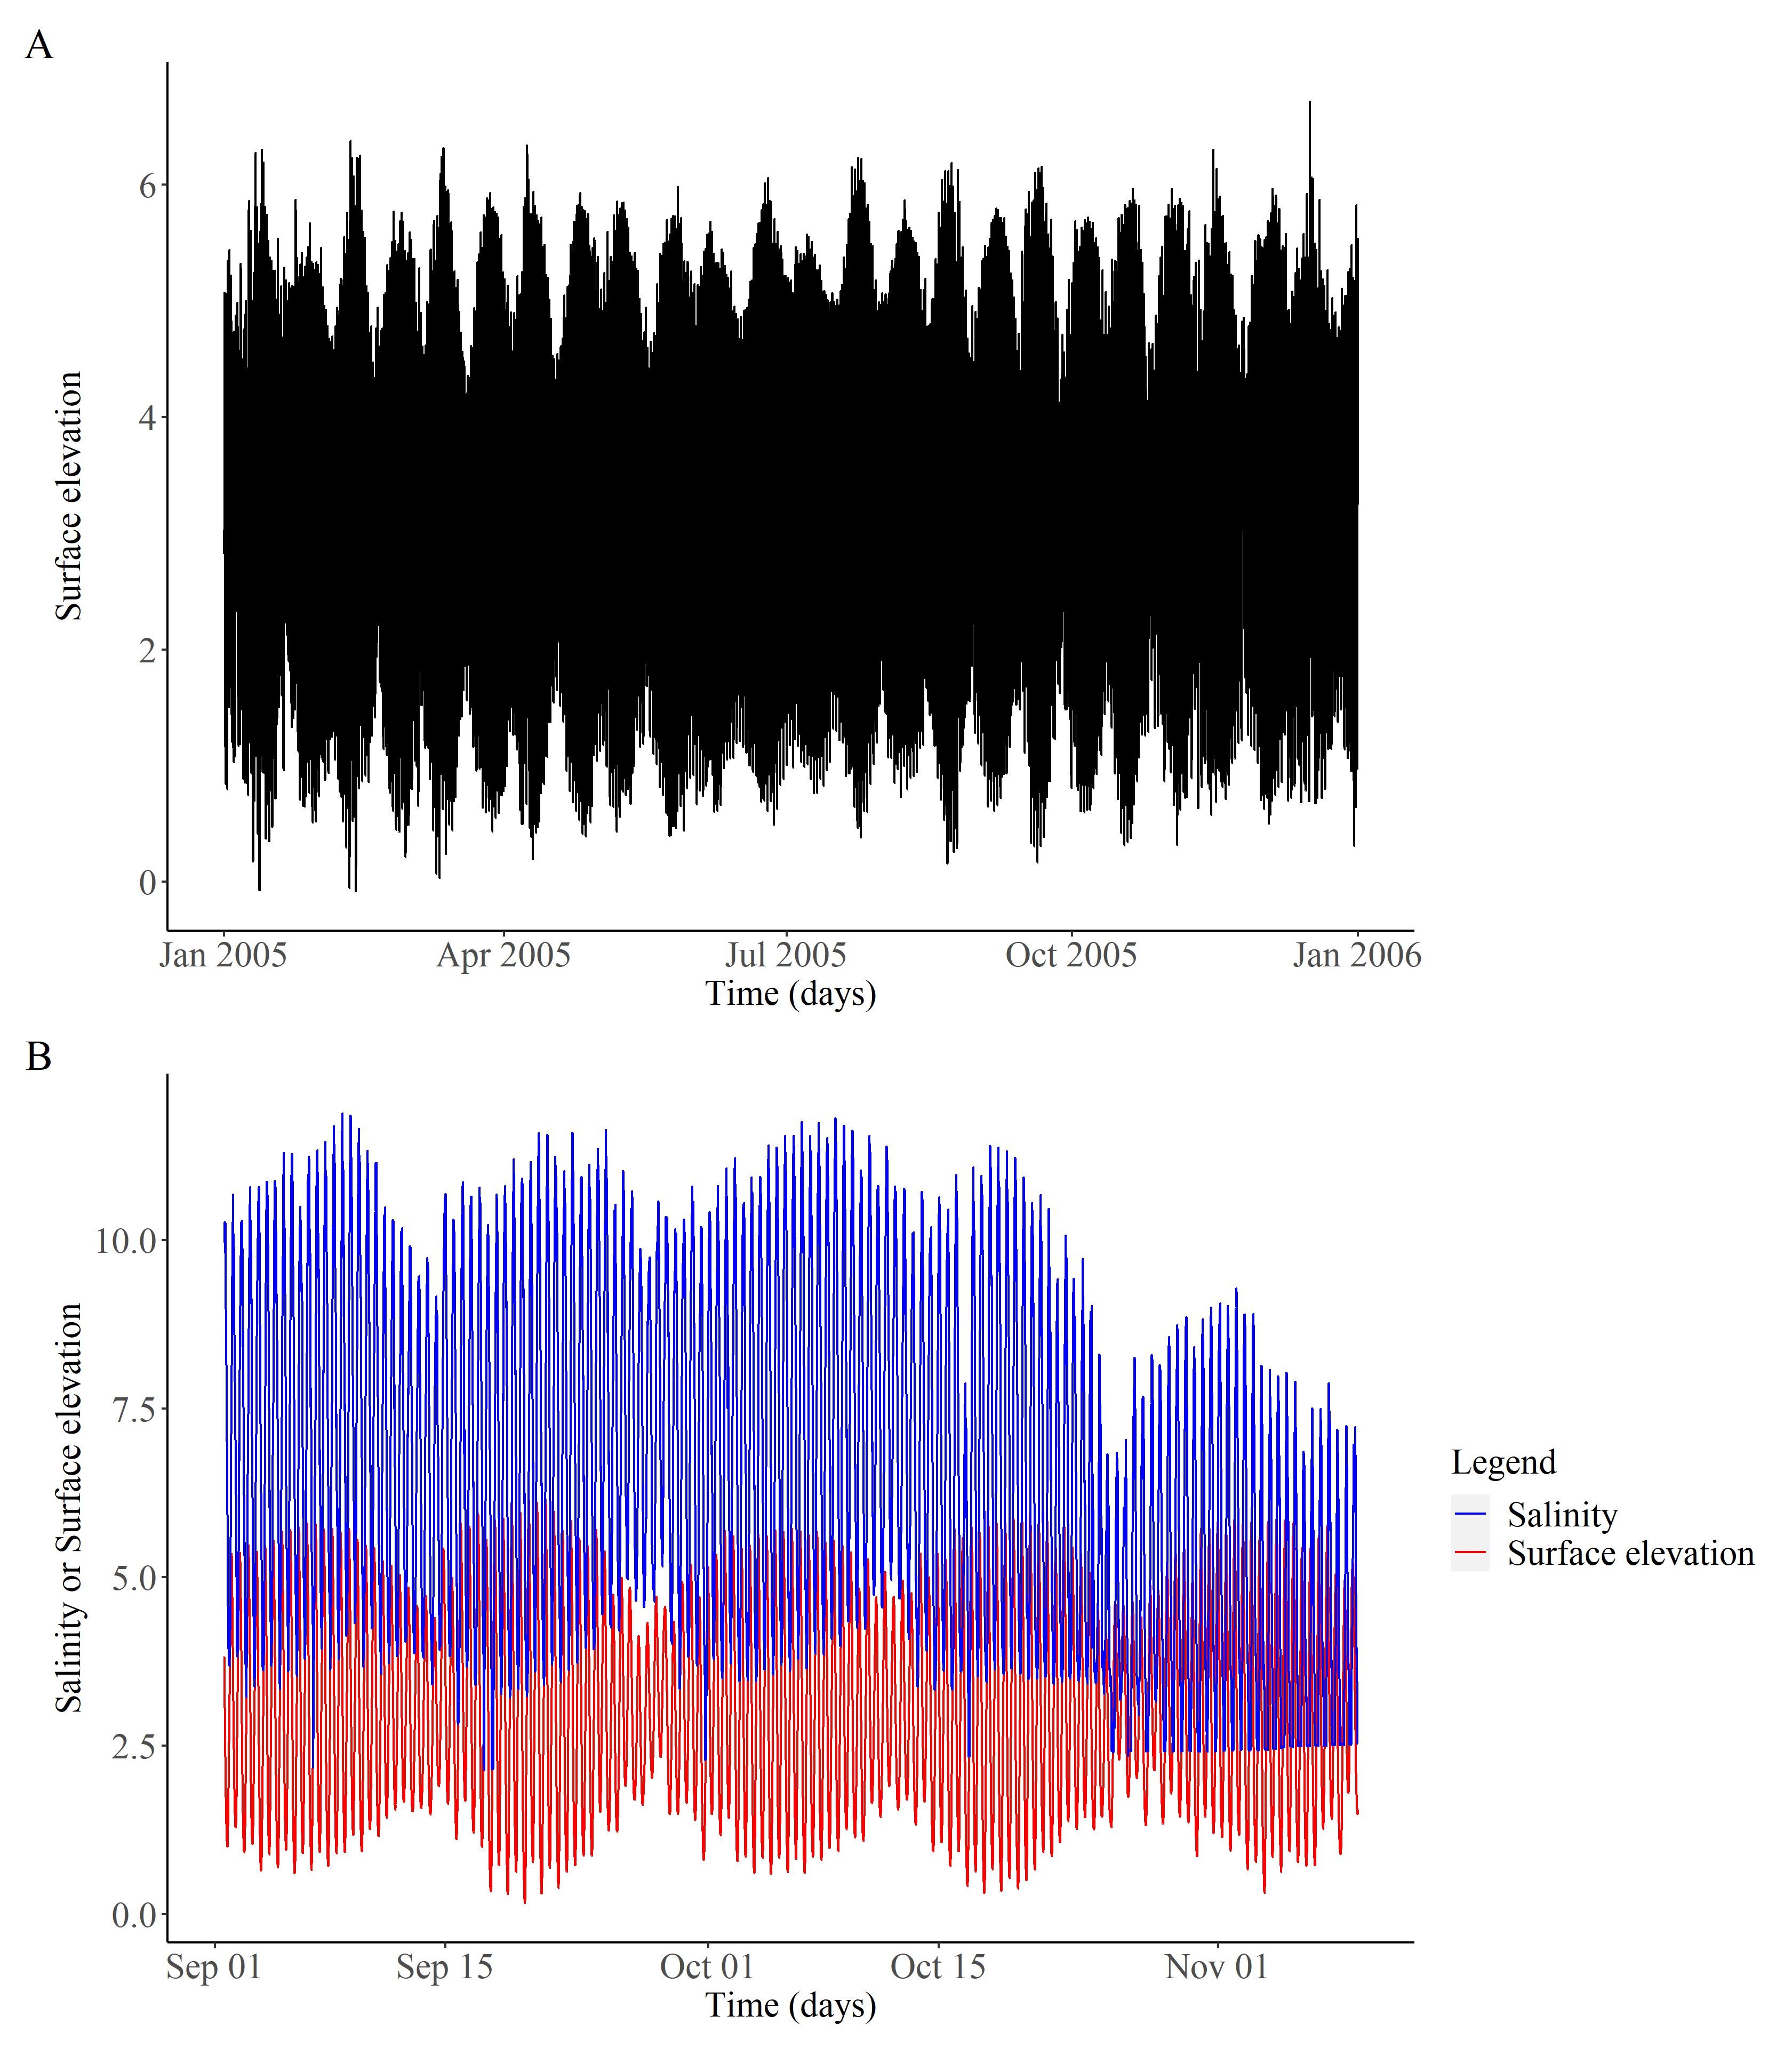 A
Surface elevation
6
4
2
0
Jan 2005 Apr 2005 Jul 2005 Oct 2005 Jan 2006
Time (days)
B
Salinity or Surface elevation
10.0
7.5
5.0
2.5
0.0
Sep 01 Sep 15 Oct 01 Oct 15 Nov 01
Time (days)
Legend
Salinity
Surface elevation